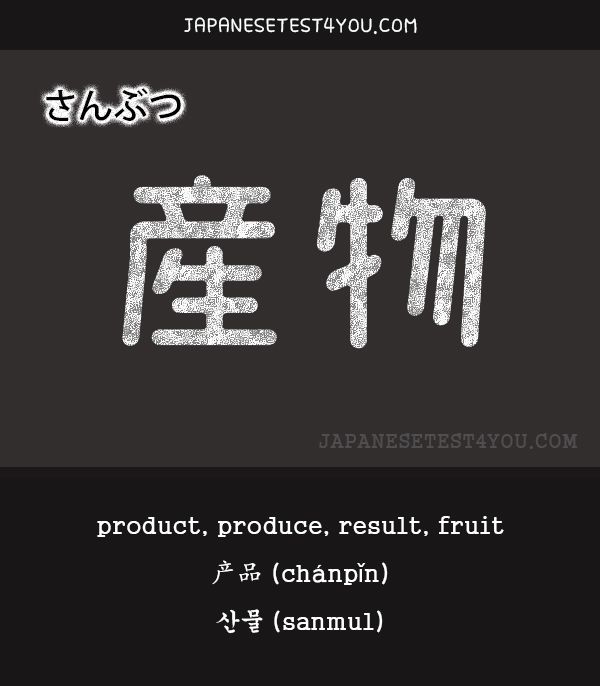 JAPANESETEST4YOU.COM
さんぶつ
産物
JAPANESETEST4YOU.COM
product, produce, result, fruit
产品 (chánpǐn)
산물 (sanmul)